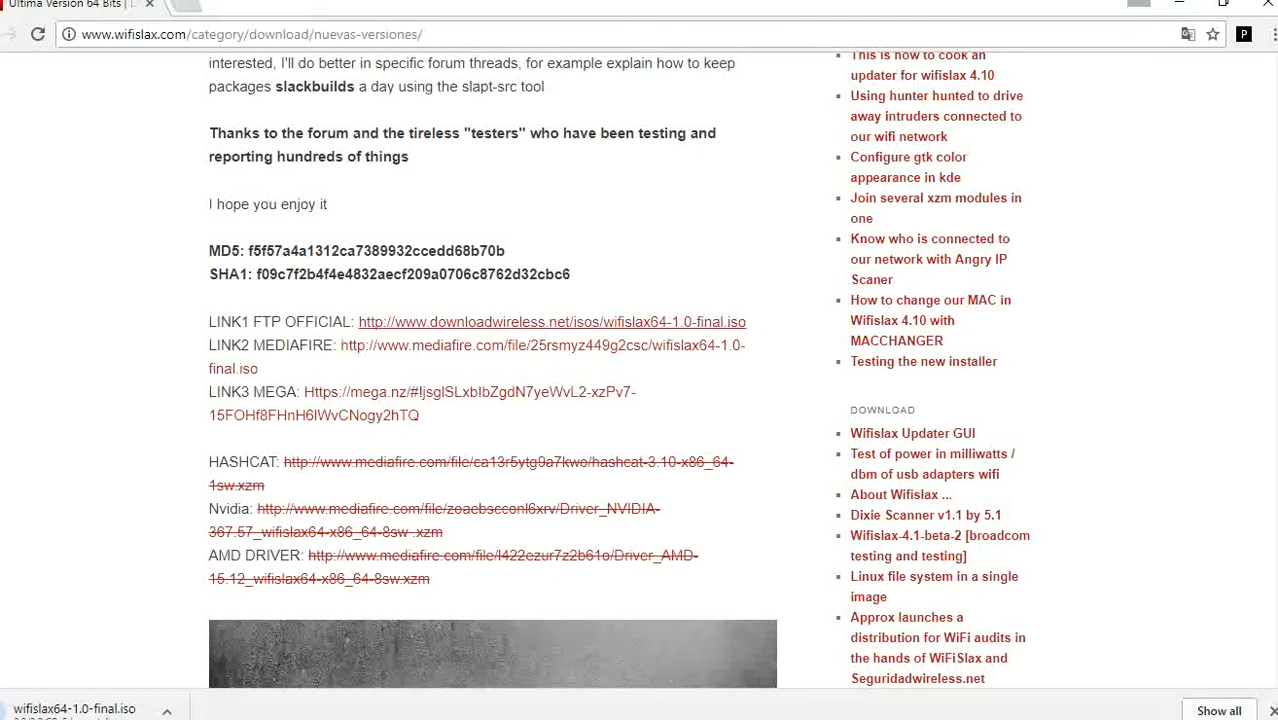 Ultima Version 64 Bits |
www.wifislax.com/category/download/nuevas-versiones/
P
interested, I'll do better in specific forum threads, for example explain how to keep
packages slackbuilds a day using the slapt-src tool
Thanks to the forum and the tireless "testers" who have been testing and
reporting hundreds of things
I hope you enjoy it
MD5: f5f57a4a1312ca7389932ccedd68b70b
SHA1: f09c7f2b4f4e4832aecf209a0706c8762d32cbc6
LINK1 FTP OFFICIAL: http://www.downloadwireless.net/isos/wifislax64-1.0-final.iso
LINK2 MEDIAFIRE: http://www.mediafire.com/file/25rsmyz449g2csc/wifislax64-1.0-
final.iso
LINK3 MEGA: Https://mega.nz/#!jsglSLxb!bZgdN7yeWvL2-xzPv7-
15FOHf8FHnH6IWvCNogy2hTQ
HASHCAT: http://www.mediafire.com/file/ca13r5ytg9a7kwo/hashcat-3.10-x86_64-
1sw.xzm
Nvidia: http://www.mediafire.com/file/zoacbscconl6xrv/Driver_NVIDIA-
367.57_wifislax64-x86_64-8sw .xzm
AMD DRIVER: http://www.mediafire.com/file/l422czur7z2b61o/Driver_AMD-
15.12_wifislax64-x86_64-8sw.xzm
This is how to cook an
updater for wifislax 4.10
Using hunter hunted to drive
away intruders connected to
our wifi network
Configure gtk color
appearance in kde
Join several xzm modules in
one
Know who is connected to
our network with Angry IP
Scaner
How to change our MAC in
Wifislax 4.10 with
MACCHANGER
Testing the new installer
DOWNLOAD
Wifislax Updater GUI
Test of power in milliwatts /
dbm of usb adapters wifi
About Wifislax ...
Dixie Scanner v1.1 by 5.1
Wifislax-4.1-beta-2 [broadcom
testing and testing]
Linux file system in a single
image
Approx launches a
distribution for WiFi audits in
the hands of WiFiSlax and
Seguridadwireless.net
wifislax64-1.0-final.iso
Show all